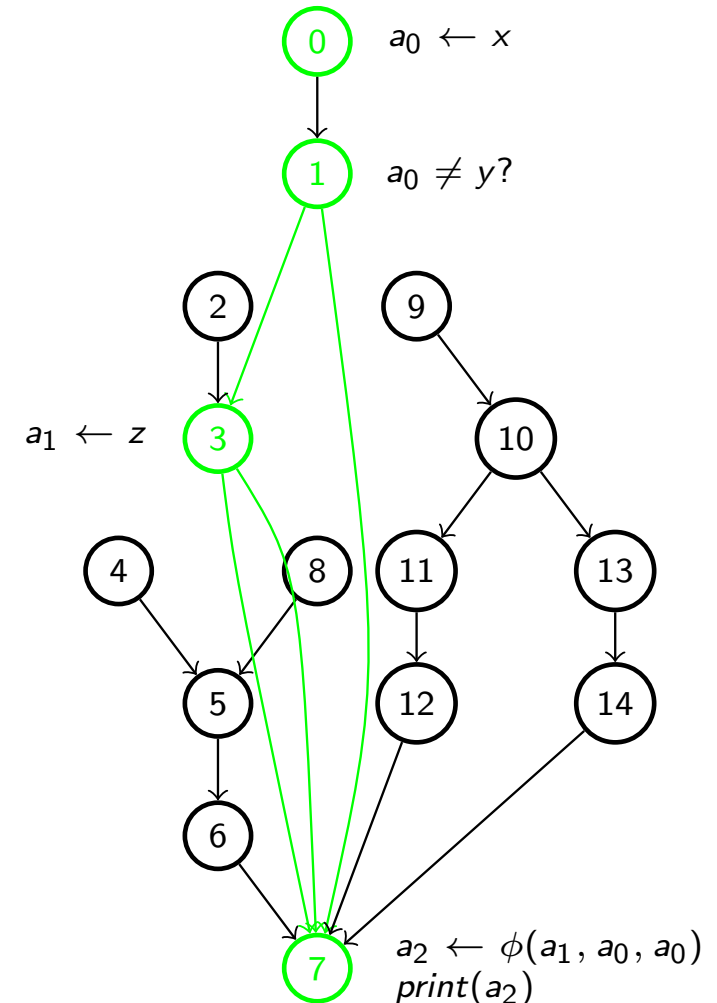 0 a₀ ← x
1 a₀ ≠ y?
2 9
a₁ ← z 3 10
4 8 11 13
5 12 14
6
7 a₂ ← ϕ(a₁, a₀, a₀)
print(a₂)